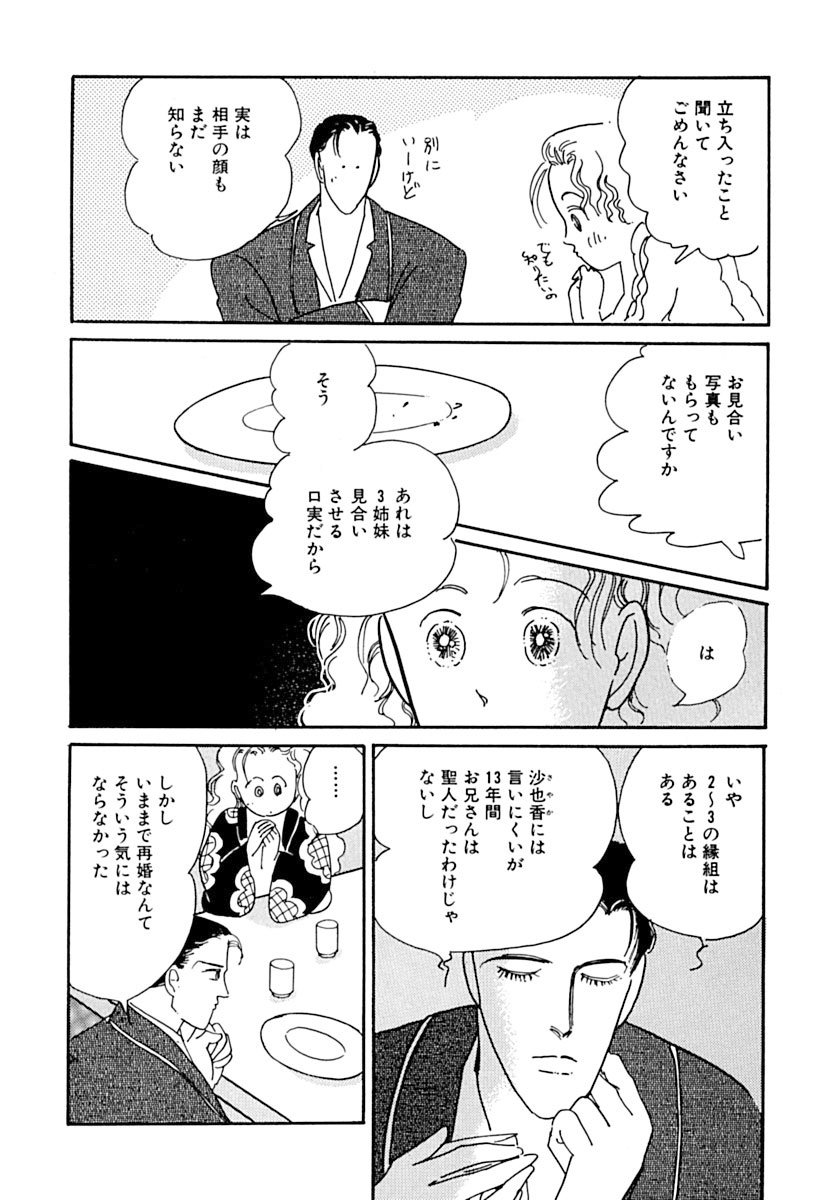 立ち入ったこと
聞いて
ごめんなさい
でも
知りたいの
別に
いーけど
実は
相手の顔も
まだ
知らない
お見合い
写真も
もらって
ないんですか
そう
あれは
3姉妹
見合い
させる
口実だから
は
いや
2〜3の縁組は
あることは
ある
沙也香には
さやか
言いにくいが
13年間
お兄さんは
聖人だったわけじゃ
ないし
……
しかし
いままで再婚なんて
そういう気には
ならなかった